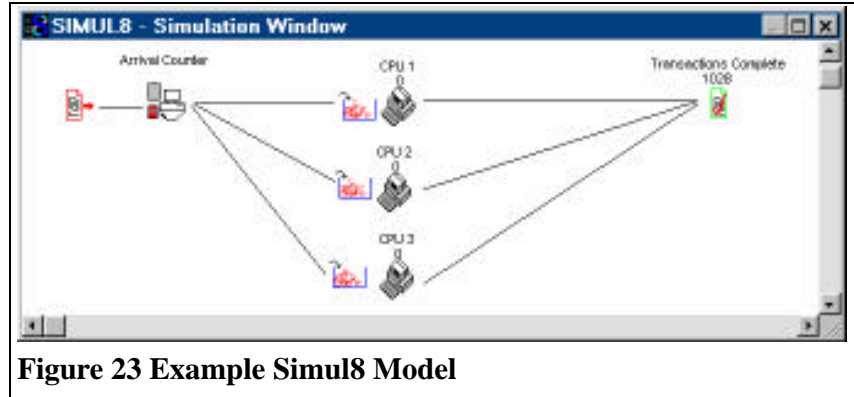 SIMUL8 - Simulation Window
Arrival Counter
CPU 1
0
Transactions Complete
1028
CPU 2
0
CPU 3
0
Figure 23 Example Simul8 Model